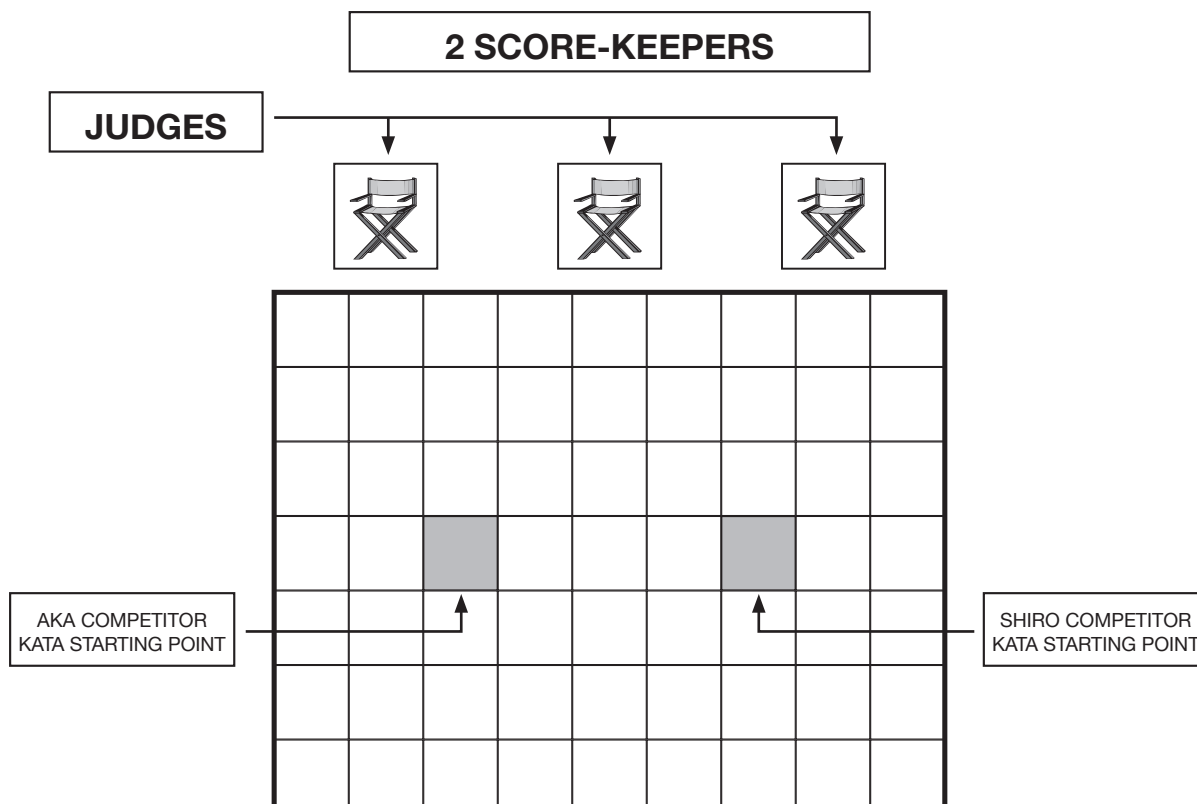 2 SCORE-KEEPERS
JUDGES
AKA COMPETITOR
KATA STARTING POINT
SHIRO COMPETITOR
KATA STARTING POINT